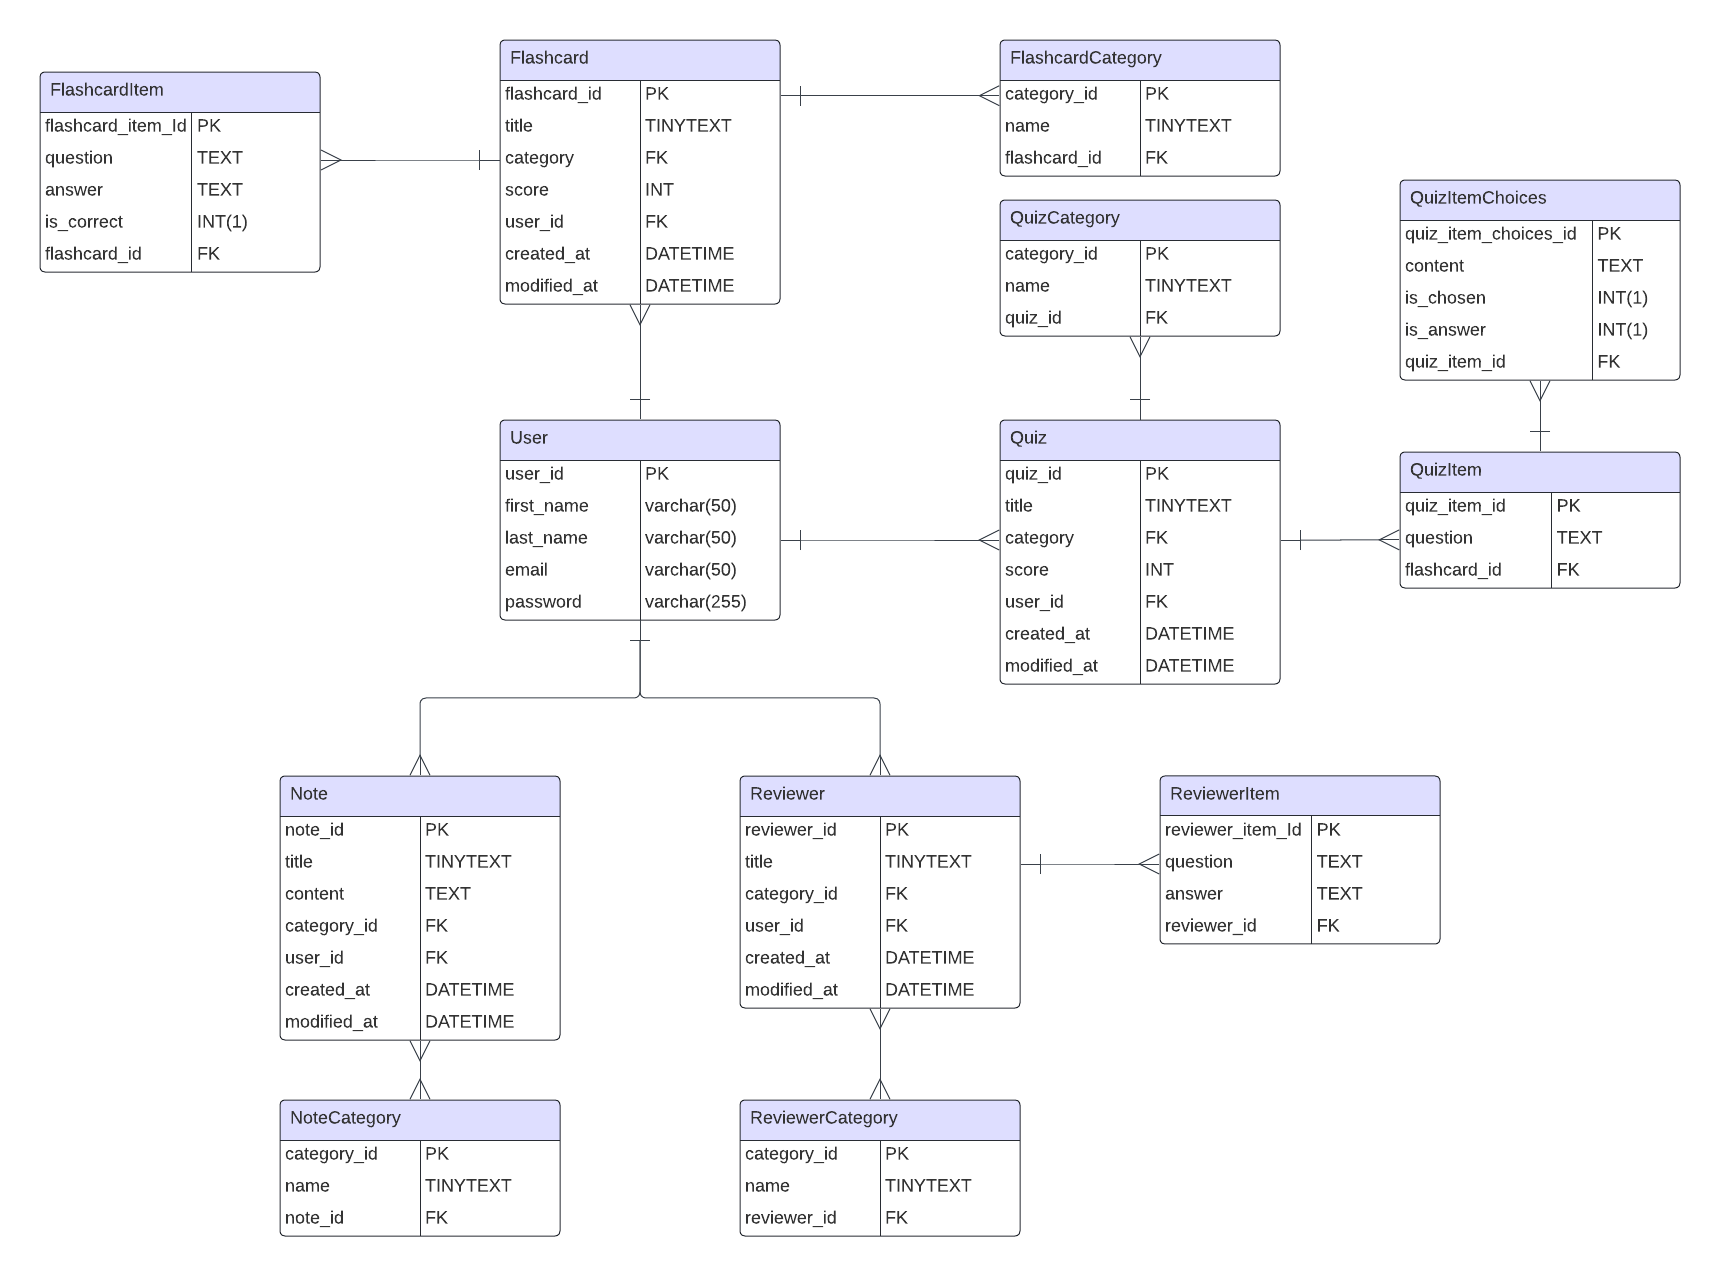 FlashcardItem
flashcard_item_Id PK
question TEXT
answer TEXT
is_correct INT(1)
flashcard_id FK
Flashcard
flashcard_id PK
title TINYTEXT
category FK
score INT
user_id FK
created_at DATETIME
modified_at DATETIME
FlashcardCategory
category_id PK
name TINYTEXT
flashcard_id FK
QuizCategory
category_id PK
name TINYTEXT
quiz_id FK
QuizItemChoices
quiz_item_choices_id PK
content TEXT
is_chosen INT(1)
is_answer INT(1)
quiz_item_id FK
User
user_id PK
first_name varchar(50)
last_name varchar(50)
email varchar(50)
password varchar(255)
Quiz
quiz_id PK
title TINYTEXT
category FK
score INT
user_id FK
created_at DATETIME
modified_at DATETIME
QuizItem
quiz_item_id PK
question TEXT
flashcard_id FK
Note
note_id PK
title TINYTEXT
content TEXT
category_id FK
user_id FK
created_at DATETIME
modified_at DATETIME
Reviewer
reviewer_id PK
title TINYTEXT
category_id FK
user_id FK
created_at DATETIME
modified_at DATETIME
ReviewerItem
reviewer_item_Id PK
question TEXT
answer TEXT
reviewer_id FK
NoteCategory
category_id PK
name TINYTEXT
note_id FK
ReviewerCategory
category_id PK
name TINYTEXT
reviewer_id FK